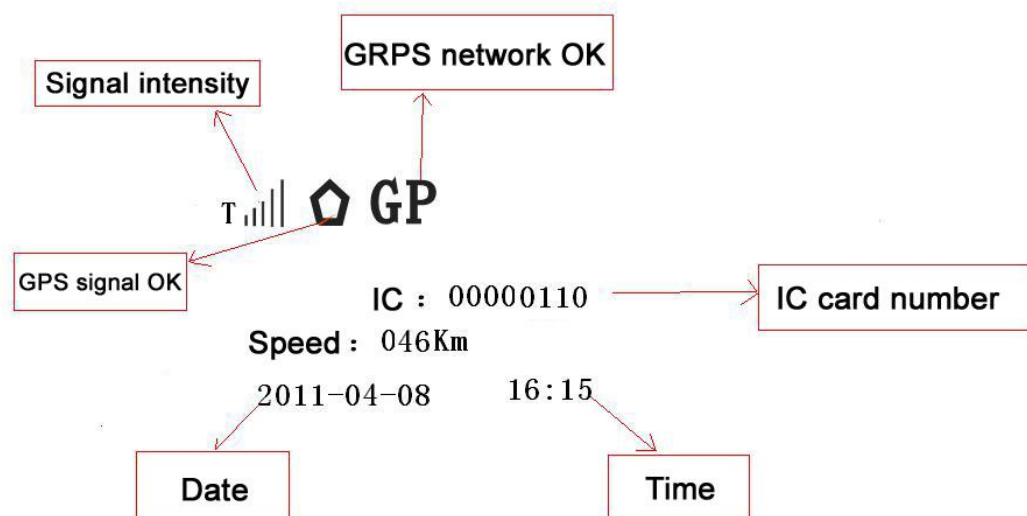 GRPS network OK
Signal intensity
T GP
GPS signal OK
IC： 00000110
IC card number
Speed： 046Km
2011-04-08 16:15
Date
Time